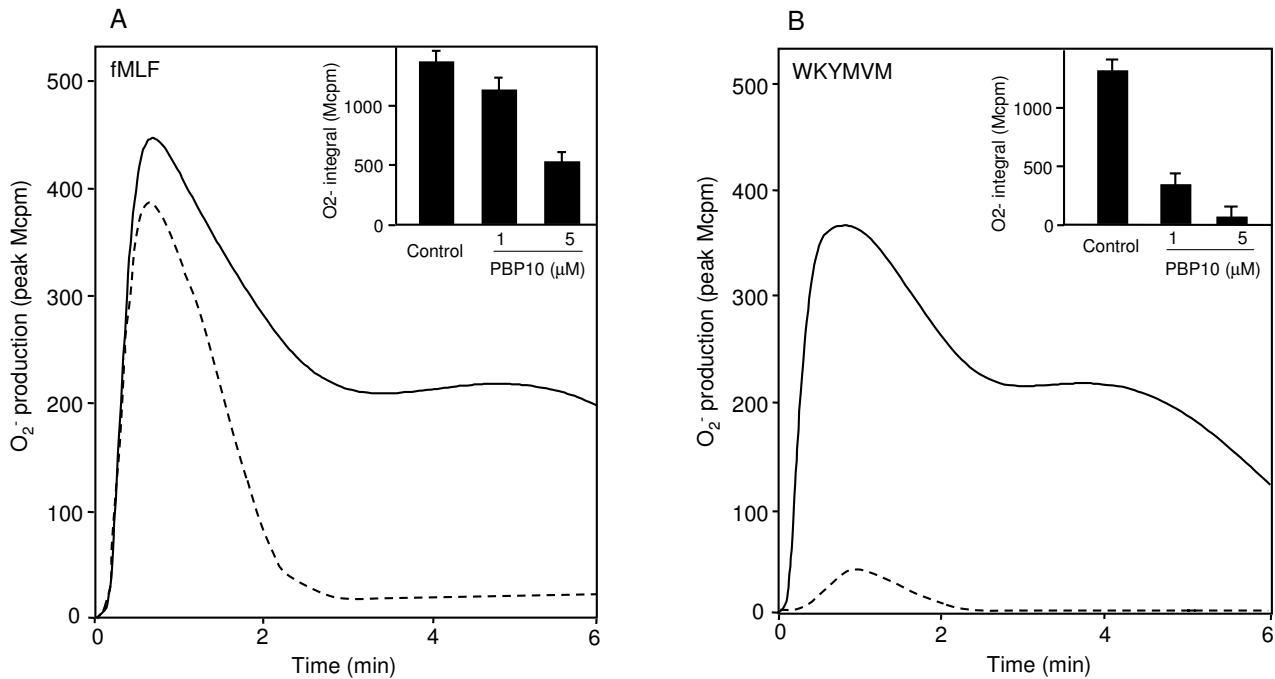 A
fMLF
O₂⁻ production (peak Mcpm)
500
400
300
200
100
0
0 2 4 6
Time (min)
O2- integral (Mcpm)
1000
500
0
Control 1 5
PBP10 (μM)
B
WKYMVM
O₂⁻ production (peak Mcpm)
500
400
300
200
100
0
0 2 4 6
Time (min)
O2- integral (Mcpm)
1000
500
0
Control 1 5
PBP10 (μM)